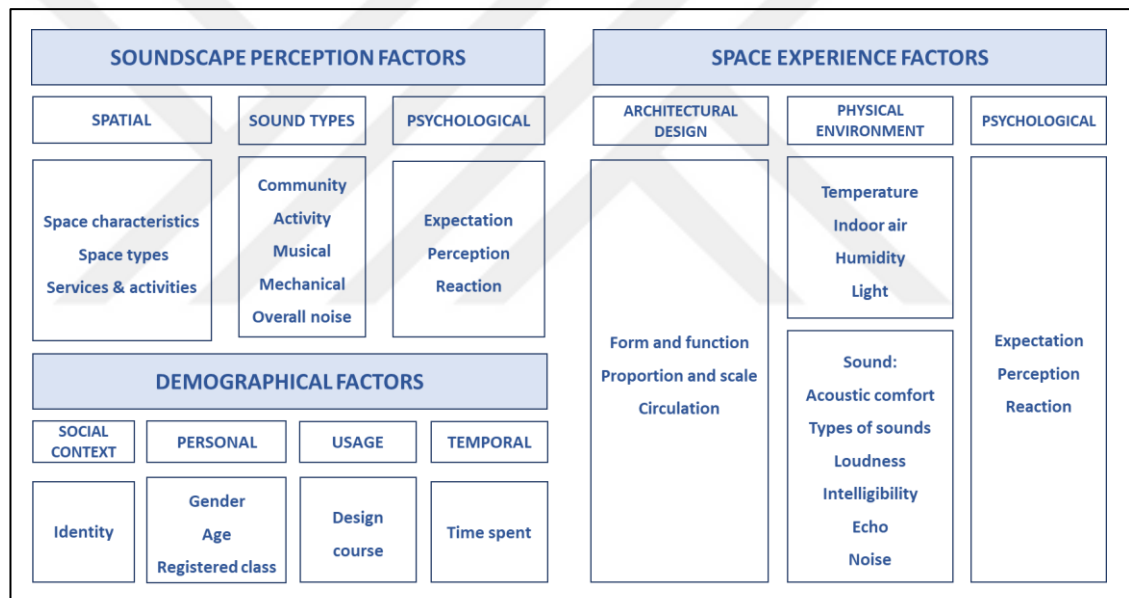 SOUNDSCAPE PERCEPTION FACTORS
SPATIAL
SOUND TYPES
PSYCHOLOGICAL
Space characteristics
Space types
Services & activities
Community
Activity
Musical
Mechanical
Overall noise
Expectation
Perception
Reaction
DEMOGRAPHICAL FACTORS
SOCIAL
CONTEXT
PERSONAL
USAGE
TEMPORAL
Identity
Gender
Age
Registered class
Design
course
Time spent
SPACE EXPERIENCE FACTORS
ARCHITECTURAL
DESIGN
PHYSICAL
ENVIRONMENT
PSYCHOLOGICAL
Form and function
Proportion and scale
Circulation
Temperature
Indoor air
Humidity
Light
Sound:
Acoustic comfort
Types of sounds
Loudness
Intelligibility
Echo
Noise
Expectation
Perception
Reaction